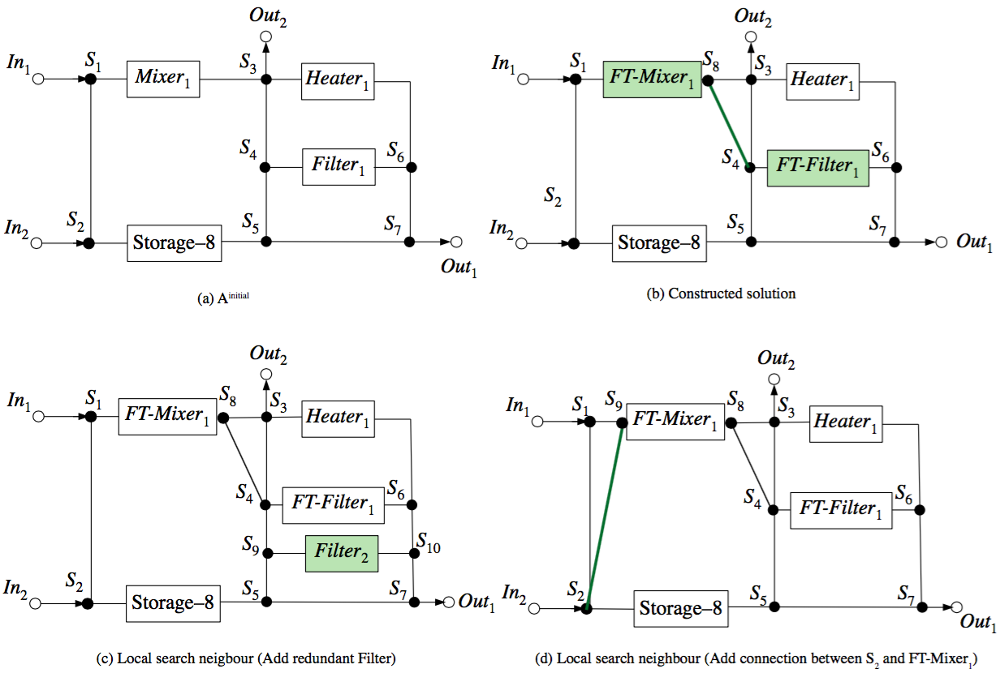 Out2
In1
S1
Mixer1
S3
Heater1
S4
Filter1
S6
In2
S2
Storage–8
S5
S7
Out1
(a) A^initial
Out2
In1
S1
FT-Mixer1
S8
S3
Heater1
S4
FT-Filter1
S6
S2
In2
Storage–8
S5
S7
Out1
(b) Constructed solution
Out2
In1
S1
FT-Mixer1
S8
S3
Heater1
S4
FT-Filter1
S6
S9
Filter2
S10
In2
S2
Storage–8
S5
S7
Out1
(c) Local search neigbour (Add redundant Filter)
Out2
In1
S1
S9
FT-Mixer1
S8
S3
Heater1
S4
FT-Filter1
S6
In2
S2
Storage–8
S5
S7
Out1
(d) Local search neighbour (Add connection between S2 and FT-Mixer1)